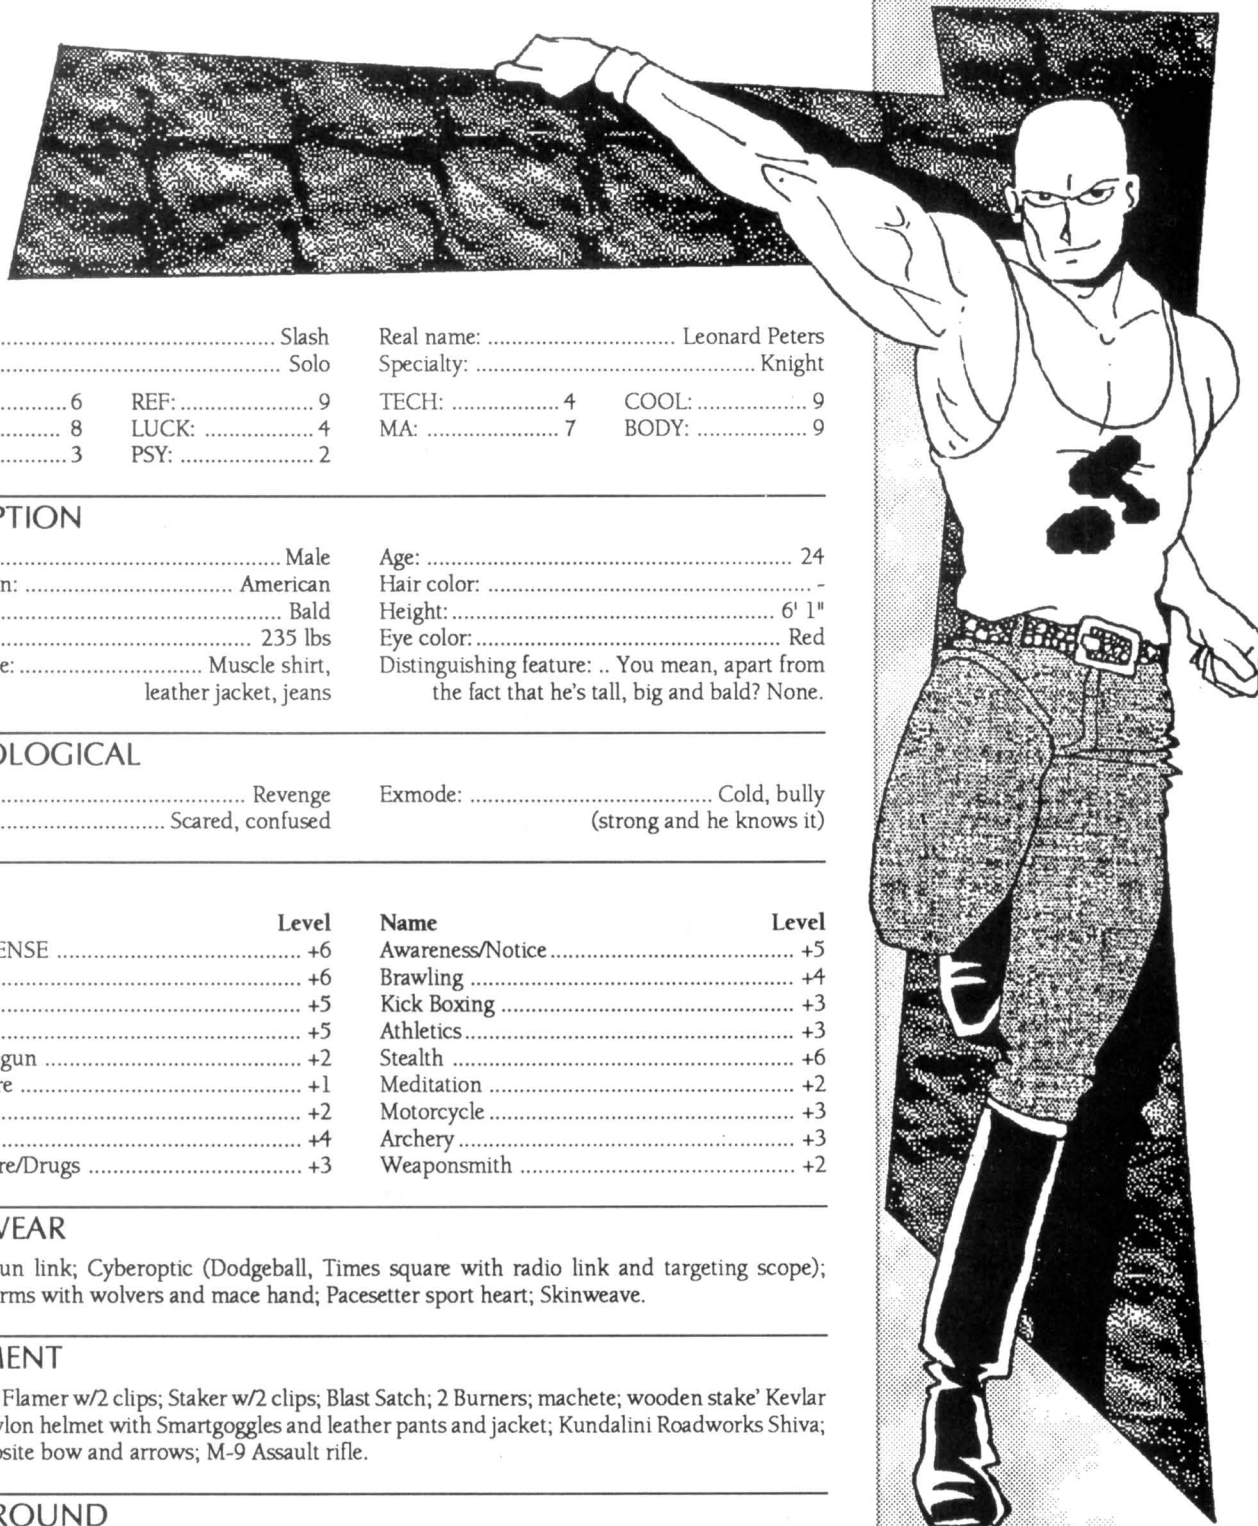 Slash Real name: Leonard Peters
Solo Specialty: Knight
6 REF: 9 TECH: 4 COOL: 9
8 LUCK: 4 MA: 7 BODY: 9
3 PSY: 2
PTION
Male Age: 24
n: American Hair color: -
Bald Height: 6' 1"
235 lbs Eye color: Red
e: Muscle shirt, Distinguishing feature: .. You mean, apart from
leather jacket, jeans the fact that he's tall, big and bald? None.
OLOGICAL
Revenge Exmode: Cold, bully
Scared, confused (strong and he knows it)
Level Name Level
ENSE +6 Awareness/Notice +5
+6 Brawling +4
+5 Kick Boxing +3
+5 Athletics +3
gun +2 Stealth +6
re +1 Meditation +2
+2 Motorcycle +3
+4 Archery +3
re/Drugs +3 Weaponsmith +2
WEAR
un link; Cyberoptic (Dodgeball, Times square with radio link and targeting scope);
rms with wolvers and mace hand; Pacesetter sport heart; Skinweave.
MENT
Flamer w/2 clips; Staker w/2 clips; Blast Satch; 2 Burners; machete; wooden stake' Kevlar
ylon helmet with Smartgoggles and leather pants and jacket; Kundalini Roadworks Shiva;
osite bow and arrows; M-9 Assault rifle.
ROUND